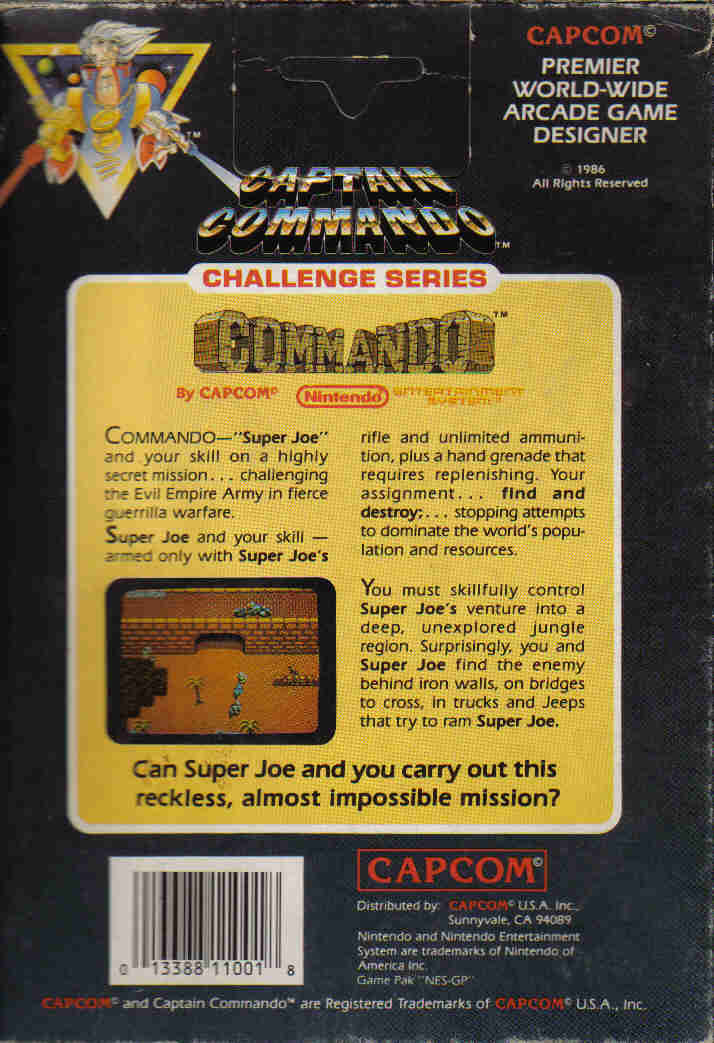 CAPCOM©
PREMIER
WORLD-WIDE
ARCADE GAME
DESIGNER
© 1986
All Rights Reserved
TM
CAPTAIN
COMMANDO™
CHALLENGE SERIES
COMMANDO™
By CAPCOM© Nintendo ENTERTAINMENT
SYSTEM™
COMMANDO—"Super Joe"
and your skill on a highly
secret mission... challenging
the Evil Empire Army in fierce
guerrilla warfare.
Super Joe and your skill —
armed only with Super Joe's
rifle and unlimited ammuni-
tion, plus a hand grenade that
requires replenishing. Your
assignment... find and
destroy;... stopping attempts
to dominate the world's popu-
lation and resources.
You must skillfully control
Super Joe's venture into a
deep, unexplored jungle
region. Surprisingly, you and
Super Joe find the enemy
behind iron walls, on bridges
to cross, in trucks and Jeeps
that try to ram Super Joe.
Can Super Joe and you carry out this
reckless, almost impossible mission?
0 13388 11001 8
CAPCOM©
Distributed by: CAPCOM© U.S.A. Inc.,
Sunnyvale, CA 94089
Nintendo and Nintendo Entertainment
System are trademarks of Nintendo of
America Inc.
Game Pak "NES-GP"
CAPCOM© and Captain Commando™ are Registered Trademarks of CAPCOM© U.S.A., Inc.